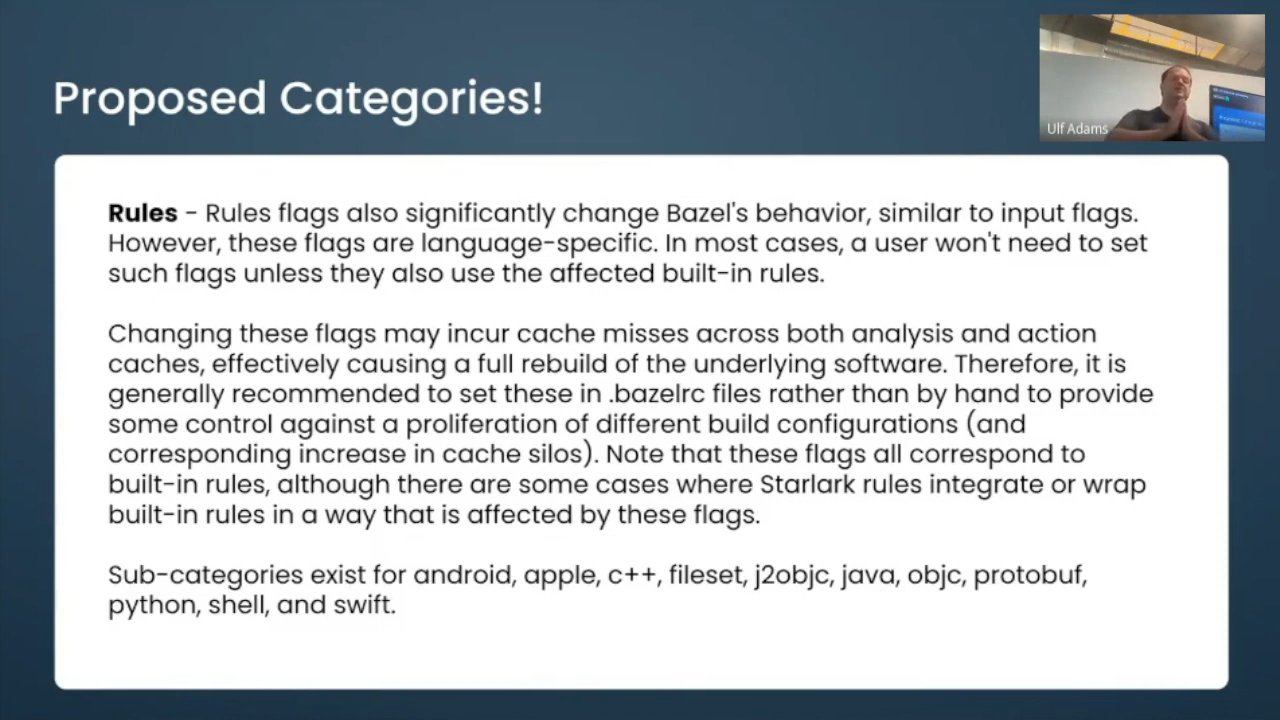 Proposed Categories!
Ulf Adams
Rules - Rules flags also significantly change Bazel's behavior, similar to input flags.
However, these flags are language-specific. In most cases, a user won't need to set
such flags unless they also use the affected built-in rules.
Changing these flags may incur cache misses across both analysis and action
caches, effectively causing a full rebuild of the underlying software. Therefore, it is
generally recommended to set these in .bazelrc files rather than by hand to provide
some control against a proliferation of different build configurations (and
corresponding increase in cache silos). Note that these flags all correspond to
built-in rules, although there are some cases where Starlark rules integrate or wrap
built-in rules in a way that is affected by these flags.
Sub-categories exist for android, apple, c++, fileset, j2objc, java, objc, protobuf,
python, shell, and swift.